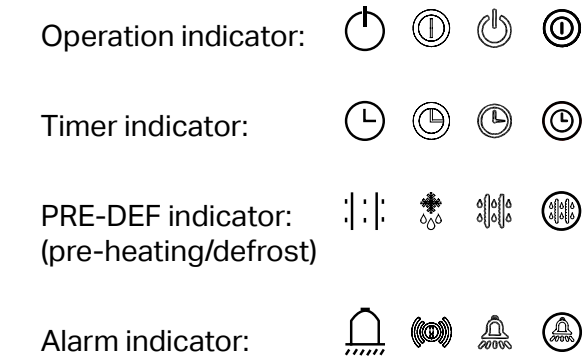 Operation indicator:
Timer indicator:
PRE-DEF indicator:
(pre-heating/defrost)
Alarm indicator: